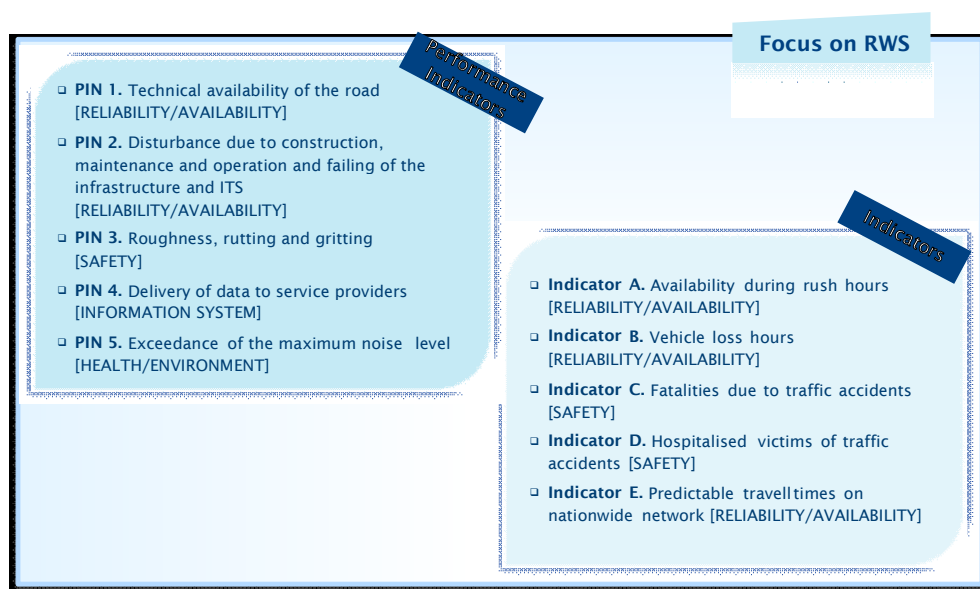 Focus on RWS
Performance
Indicators
▫ PIN 1. Technical availability of the road
[RELIABILITY/AVAILABILITY]
▫ PIN 2. Disturbance due to construction,
maintenance and operation and failing of the
infrastructure and ITS
[RELIABILITY/AVAILABILITY]
▫ PIN 3. Roughness, rutting and gritting
[SAFETY]
▫ PIN 4. Delivery of data to service providers
[INFORMATION SYSTEM]
▫ PIN 5. Exceedance of the maximum noise level
[HEALTH/ENVIRONMENT]
Indicators
▫ Indicator A. Availability during rush hours
[RELIABILITY/AVAILABILITY]
▫ Indicator B. Vehicle loss hours
[RELIABILITY/AVAILABILITY]
▫ Indicator C. Fatalities due to traffic accidents
[SAFETY]
▫ Indicator D. Hospitalised victims of traffic
accidents [SAFETY]
▫ Indicator E. Predictable travell times on
nationwide network [RELIABILITY/AVAILABILITY]